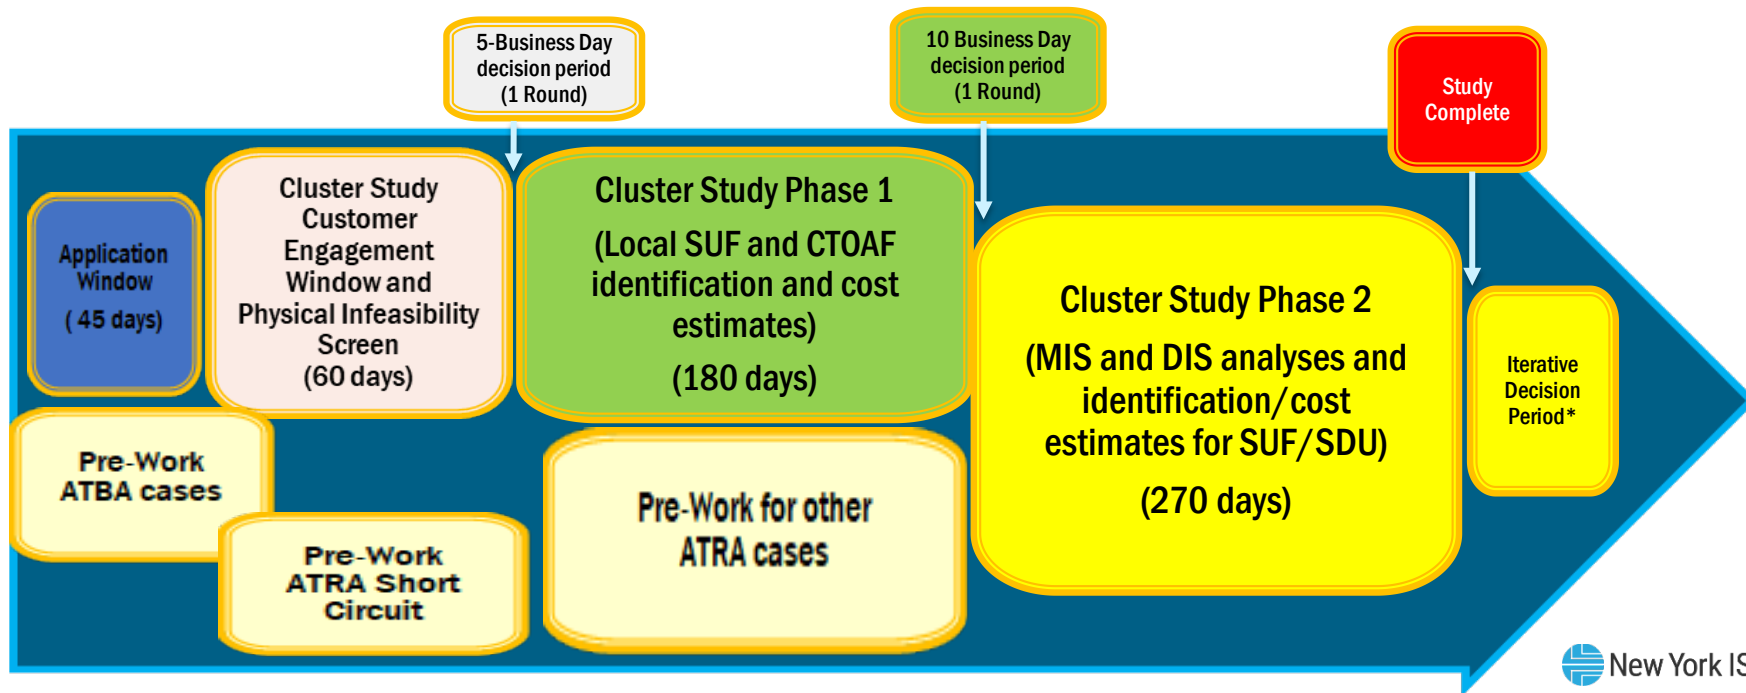 5-Business Day
decision period
(1 Round)
10 Business Day
decision period
(1 Round)
Study
Complete
Application
Window
( 45 days)
Cluster Study
Customer
Engagement
Window and
Physical Infeasibility
Screen
(60 days)
Cluster Study Phase 1
(Local SUF and CTOAF
identification and cost
estimates)
(180 days)
Cluster Study Phase 2
(MIS and DIS analyses and
identification/cost
estimates for SUF/SDU)
(270 days)
Iterative
Decision
Period*
Pre-Work
ATBA cases
Pre-Work
ATRA Short
Circuit
Pre-Work for other
ATRA cases
New York IS